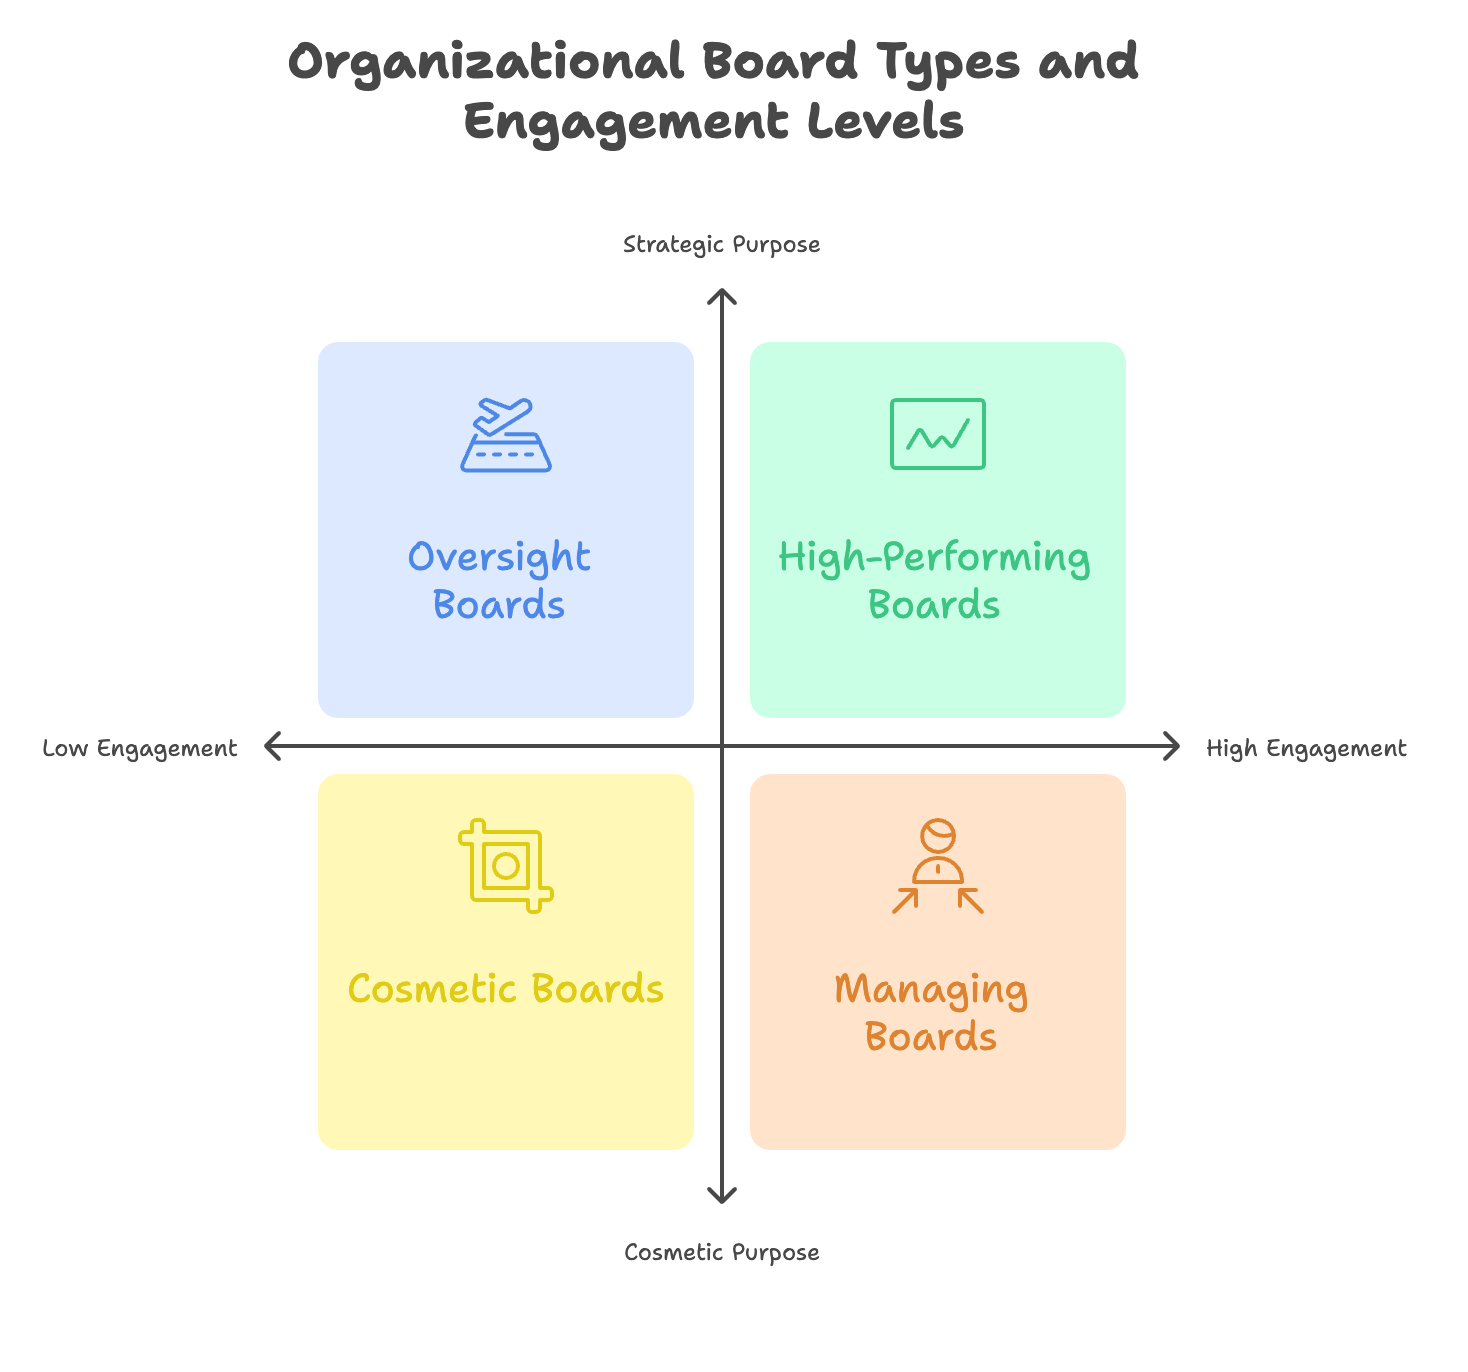 Organizational Board Types and
Engagement Levels
Strategic Purpose
Oversight
Boards
High-Performing
Boards
Low Engagement
High Engagement
Cosmetic Boards
Managing
Boards
Cosmetic Purpose